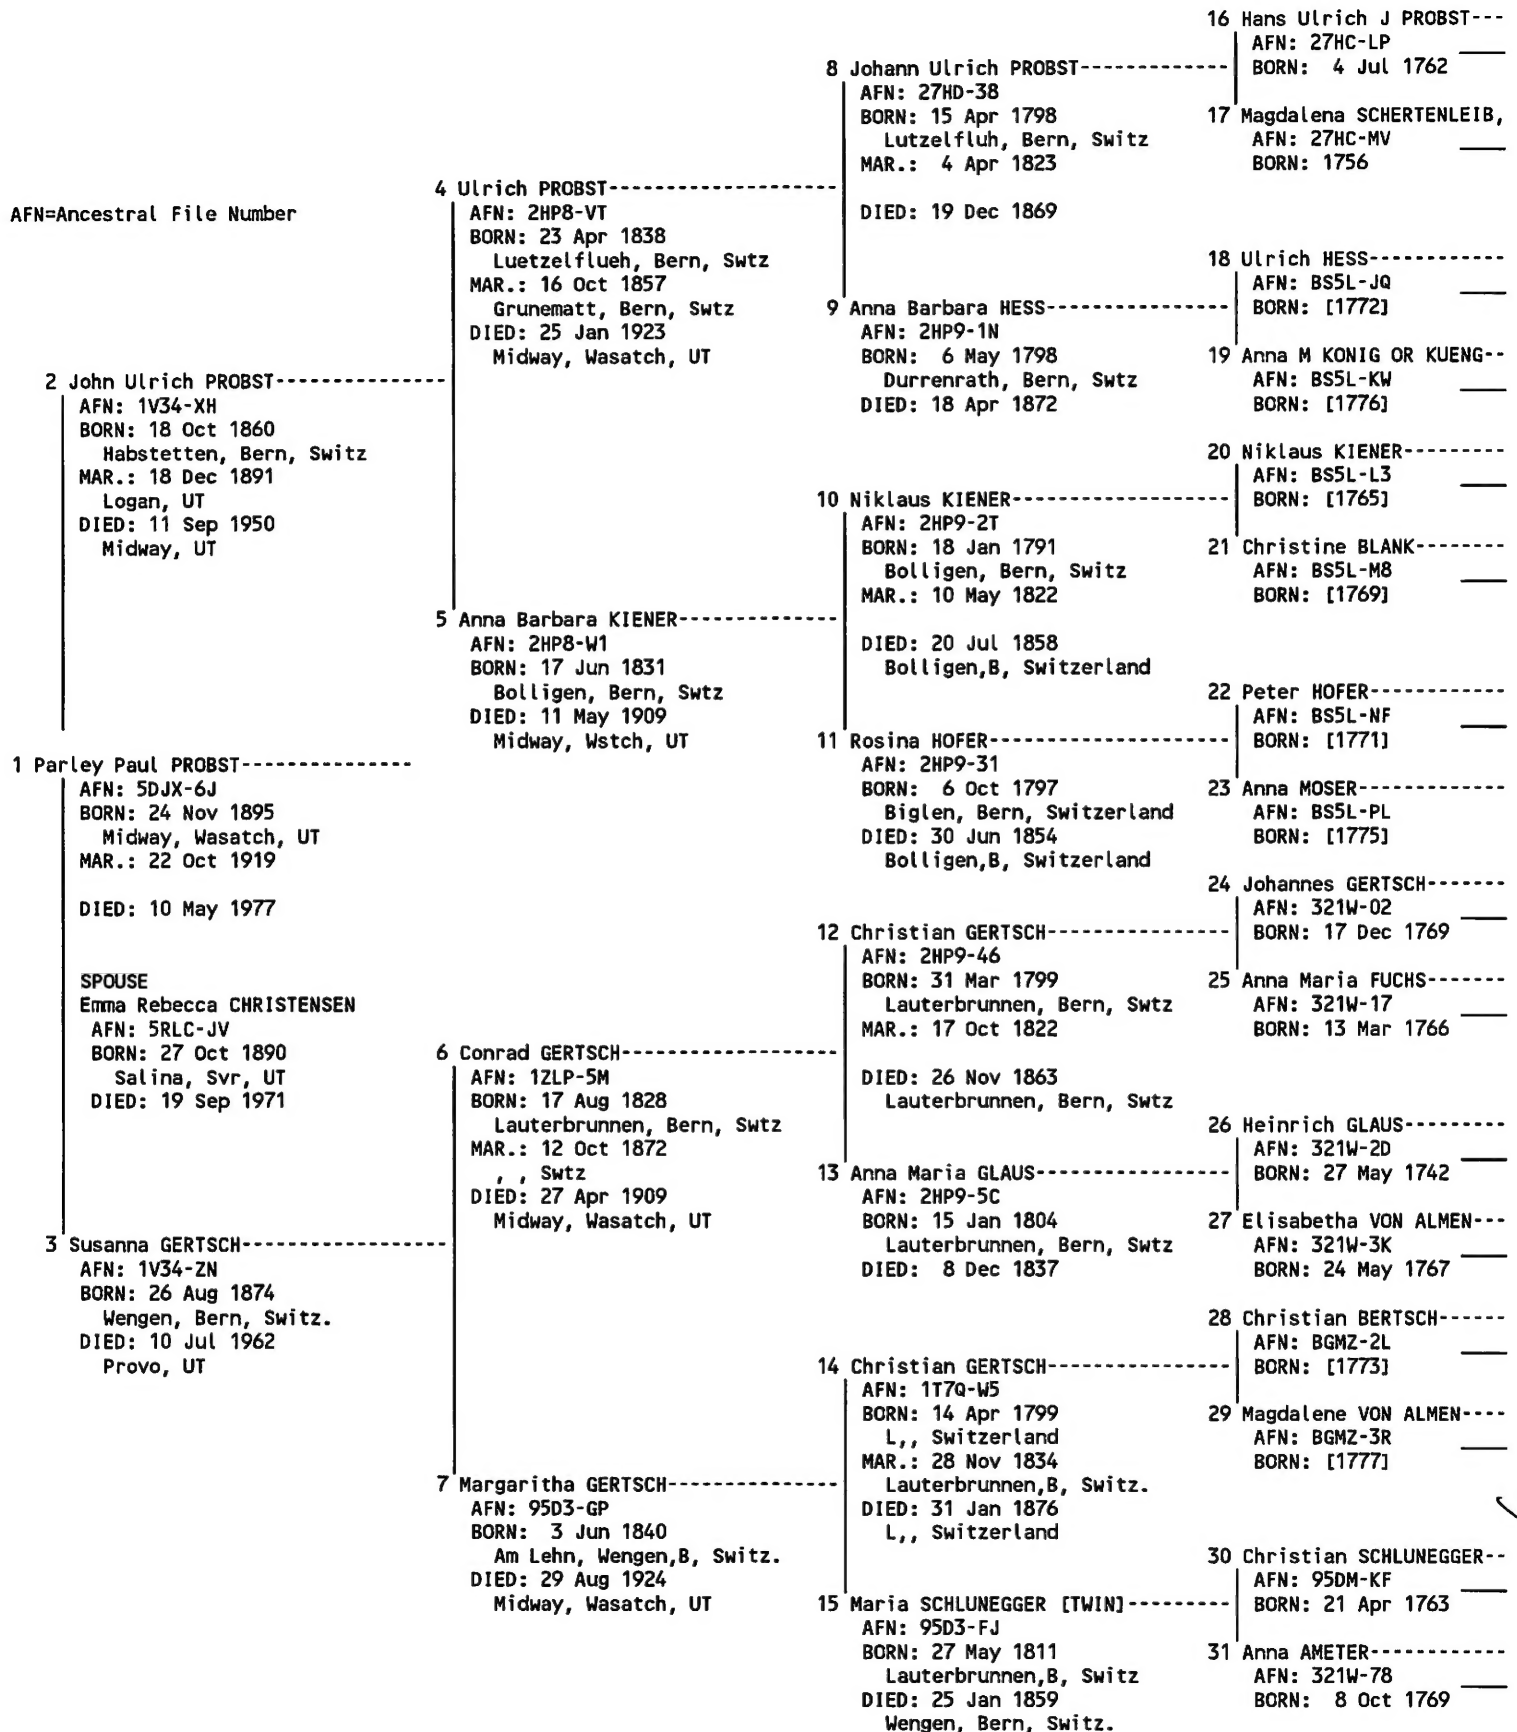 AFN=Ancestral File Number
1 Parley Paul PROBST--------------
AFN: 5DJX-6J
BORN: 24 Nov 1895
Midway, Wasatch, UT
MAR.: 22 Oct 1919
DIED: 10 May 1977
SPOUSE
Emma Rebecca CHRISTENSEN
AFN: 5RLC-JV
BORN: 27 Oct 1890
Salina, Svr, UT
DIED: 19 Sep 1971
2 John Ulrich PROBST--------------
AFN: 1V34-XH
BORN: 18 Oct 1860
Habstetten, Bern, Switz
MAR.: 18 Dec 1891
Logan, UT
DIED: 11 Sep 1950
Midway, UT
3 Susanna GERTSCH-----------------
AFN: 1V34-ZN
BORN: 26 Aug 1874
Wengen, Bern, Switz.
DIED: 10 Jul 1962
Provo, UT
4 Ulrich PROBST-------------------
AFN: 2HP8-VT
BORN: 23 Apr 1838
Luetzelflueh, Bern, Swtz
MAR.: 16 Oct 1857
Grunematt, Bern, Swtz
DIED: 25 Jan 1923
Midway, Wasatch, UT
5 Anna Barbara KIENER-------------
AFN: 2HP8-W1
BORN: 17 Jun 1831
Bolligen, Bern, Swtz
DIED: 11 May 1909
Midway, Wstch, UT
6 Conrad GERTSCH------------------
AFN: 1ZLP-5M
BORN: 17 Aug 1828
Lauterbrunnen, Bern, Swtz
MAR.: 12 Oct 1872
, , Swtz
DIED: 27 Apr 1909
Midway, Wasatch, UT
7 Margaritha GERTSCH--------------
AFN: 95D3-GP
BORN: 3 Jun 1840
Am Lehn, Wengen,B, Switz.
DIED: 29 Aug 1924
Midway, Wasatch, UT
8 Johann Ulrich PROBST------------
AFN: 27HD-38
BORN: 15 Apr 1798
Lutzelfluh, Bern, Switz
MAR.: 4 Apr 1823
DIED: 19 Dec 1869
9 Anna Barbara HESS---------------
AFN: 2HP9-1N
BORN: 6 May 1798
Durrenrath, Bern, Swtz
DIED: 18 Apr 1872
10 Niklaus KIENER------------------
AFN: 2HP9-2T
BORN: 18 Jan 1791
Bolligen, Bern, Switz
MAR.: 10 May 1822
DIED: 20 Jul 1858
Bolligen,B, Switzerland
11 Rosina HOFER--------------------
AFN: 2HP9-31
BORN: 6 Oct 1797
Biglen, Bern, Switzerland
DIED: 30 Jun 1854
Bolligen,B, Switzerland
12 Christian GERTSCH---------------
AFN: 2HP9-46
BORN: 31 Mar 1799
Lauterbrunnen, Bern, Swtz
MAR.: 17 Oct 1822
DIED: 26 Nov 1863
Lauterbrunnen, Bern, Swtz
13 Anna Maria GLAUS----------------
AFN: 2HP9-5C
BORN: 15 Jan 1804
Lauterbrunnen, Bern, Swtz
DIED: 8 Dec 1837
14 Christian GERTSCH---------------
AFN: 1T7Q-W5
BORN: 14 Apr 1799
L,, Switzerland
MAR.: 28 Nov 1834
Lauterbrunnen,B, Switz.
DIED: 31 Jan 1876
L,, Switzerland
15 Maria SCHLUNEGGER [TWIN]--------
AFN: 95D3-FJ
BORN: 27 May 1811
Lauterbrunnen,B, Switz
DIED: 25 Jan 1859
Wengen, Bern, Switz.
16 Hans Ulrich J PROBST---
AFN: 27HC-LP
BORN: 4 Jul 1762
17 Magdalena SCHERTENLEIB,
AFN: 27HC-MV
BORN: 1756
18 Ulrich HESS------------
AFN: BS5L-JQ
BORN: [1772]
19 Anna M KONIG OR KUENG--
AFN: BS5L-KW
BORN: [1776]
20 Niklaus KIENER---------
AFN: BS5L-L3
BORN: [1765]
21 Christine BLANK--------
AFN: BS5L-M8
BORN: [1769]
22 Peter HOFER------------
AFN: BS5L-NF
BORN: [1771]
23 Anna MOSER-------------
AFN: BS5L-PL
BORN: [1775]
24 Johannes GERTSCH-------
AFN: 321W-02
BORN: 17 Dec 1769
25 Anna Maria FUCHS-------
AFN: 321W-17
BORN: 13 Mar 1766
26 Heinrich GLAUS---------
AFN: 321W-2D
BORN: 27 May 1742
27 Elisabetha VON ALMEN---
AFN: 321W-3K
BORN: 24 May 1767
28 Christian BERTSCH------
AFN: BGMZ-2L
BORN: [1773]
29 Magdalene VON ALMEN----
AFN: BGMZ-3R
BORN: [1777]
30 Christian SCHLUNEGGER--
AFN: 95DM-KF
BORN: 21 Apr 1763
31 Anna AMETER------------
AFN: 321W-78
BORN: 8 Oct 1769